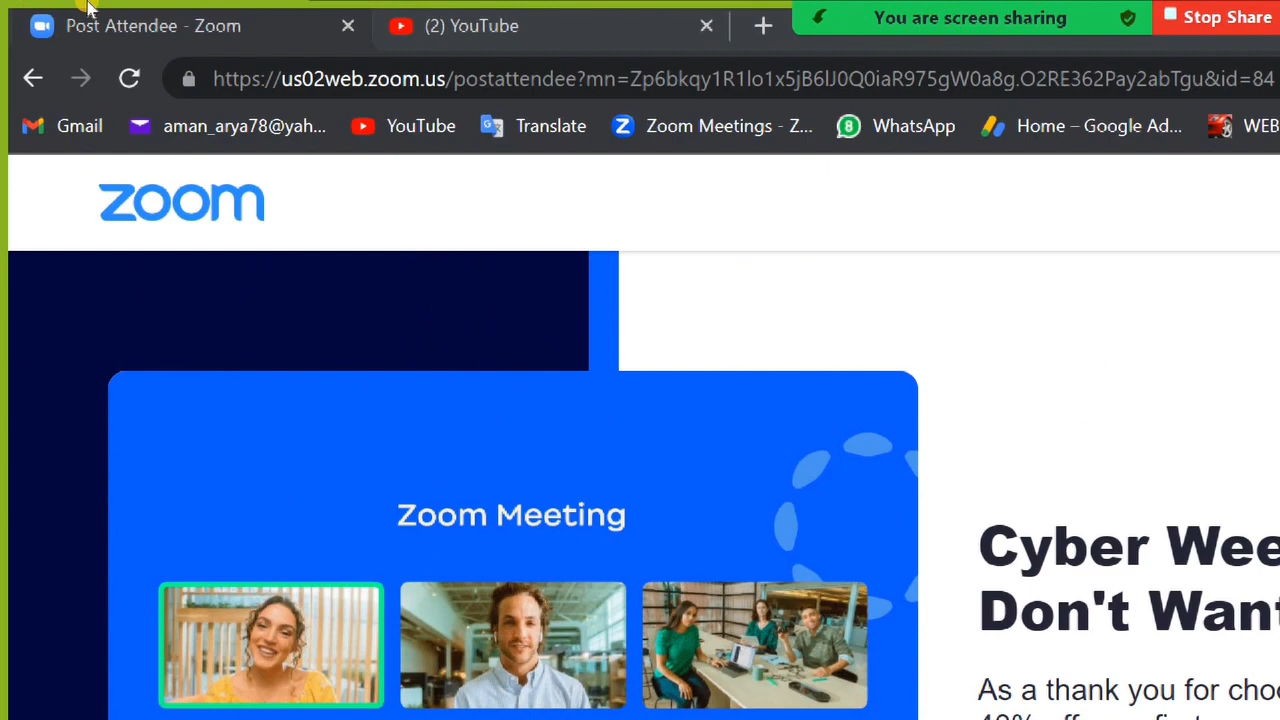 Post Attendee - Zoom
(2) YouTube
You are screen sharing
Stop Share
https://us02web.zoom.us/postattendee?mn=Zp6bkqy1R1lo1x5jB6lJ0Q0iaR975gW0a8g.O2RE362Pay2abTgu&id=84
Gmail
aman_arya78@yah...
YouTube
Translate
Zoom Meetings - Z...
8
WhatsApp
Home – Google Ad...
WEB
zoom
Zoom Meeting
Cyber Wee
Don't Want
As a thank you for choo